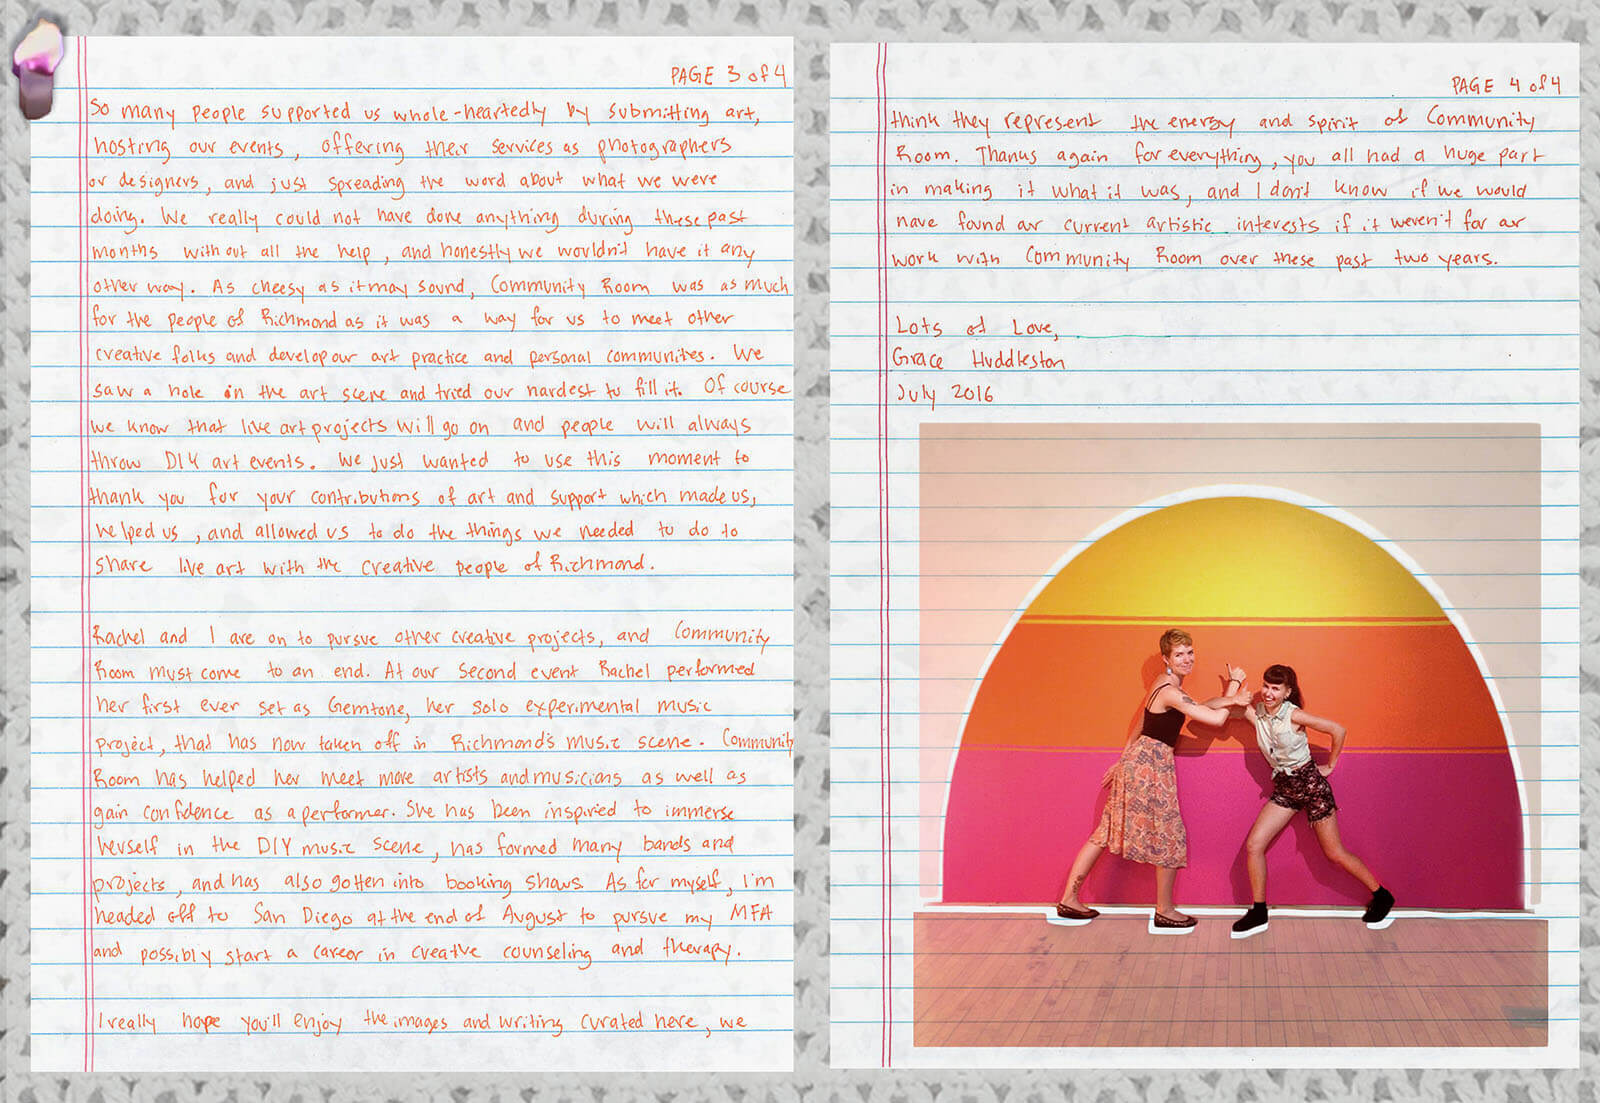 PAGE 3 of 4
So many people supported us whole-heartedly by submitting art,
hosting our events, offering their services as photographers
or designers, and just spreading the word about what we were
doing. We really could not have done anything during these past
months without all the help, and honestly we wouldn't have it any
other way. As cheesy as it may sound, Community Room was as much
for the people of Richmond as it was a way for us to meet other
creative folks and develop our art practice and personal communities. We
saw a hole in the art scene and tried our hardest to fill it. Of course
we know that live art projects will go on and people will always
throw DIY art events. We just wanted to use this moment to
thank you for your contributions of art and support which made us,
helped us, and allowed us to do the things we needed to do to
share live art with the creative people of Richmond.
Rachel and I are on to pursue other creative projects, and Community
Room must come to an end. At our second event Rachel performed
her first ever set as Gemtone, her solo experimental music
project, that has now taken off in Richmond's music scene. Community
Room has helped her meet more artists and musicians as well as
gain confidence as a performer. She has been inspired to immerse
herself in the DIY music scene, has formed many bands and
projects, and has also gotten into booking shows. As for myself, I'm
headed off to San Diego at the end of August to pursue my MFA
and possibly start a career in creative counseling and therapy.
I really hope you'll enjoy the images and writing curated here, we
PAGE 4 of 4
think they represent the energy and spirit of Community
Room. Thanks again for everything, you all had a huge part
in making it what it was, and I don't know if we would
have found our current artistic interests if it weren't for our
work with Community Room over these past two years.
Lots of Love,
Grace Huddleston
July 2016